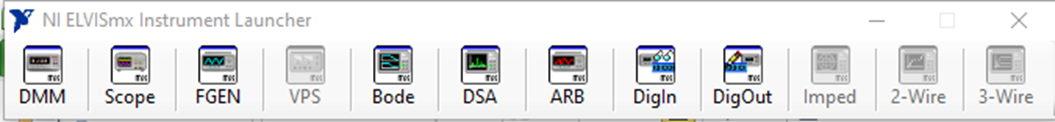 NI ELVISmx Instrument Launcher
DMM Scope FGEN VPS Bode DSA ARB DigIn DigOut Imped 2-Wire 3-Wire